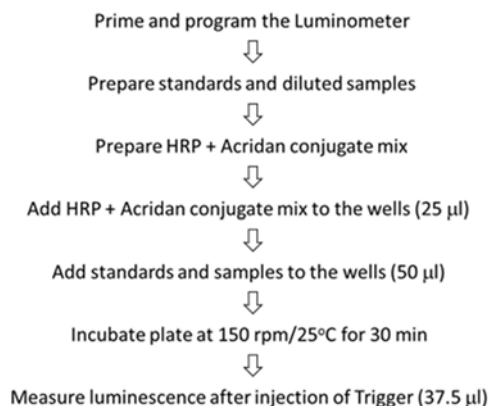 Prime and program the Luminometer
Prepare standards and diluted samples
Prepare HRP + Acridan conjugate mix
Add HRP + Acridan conjugate mix to the wells (25 µl)
Add standards and samples to the wells (50 µl)
Incubate plate at 150 rpm/25°C for 30 min
Measure luminescence after injection of Trigger (37.5 µl)